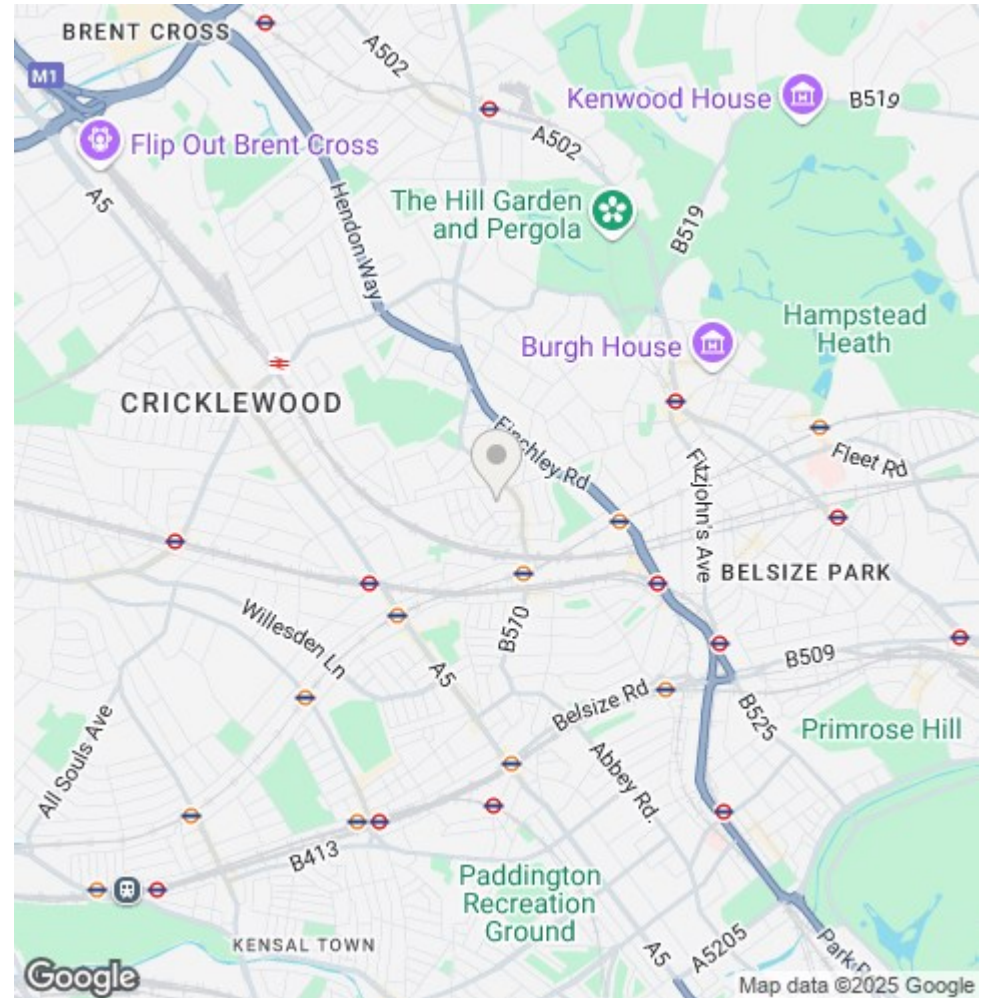 BRENT CROSS
A502
M1
Kenwood House
B519
Flip Out Brent Cross
A502
A5
The Hill Garden
and Pergola
Hendon Way
B519
Hampstead
Heath
Burgh House
CRICKLEWOOD
Finchley Rd
Fitzjohn's Ave
Fleet Rd
BELSIZE PARK
Willesden Ln
B510
A5
B509
Belsize Rd
B525
Primrose Hill
All Souls Ave
Abbey Rd.
B413
Paddington
Recreation
Ground
KENSAL TOWN
A5
A5205
Park
Google
Map data ©2025 Google